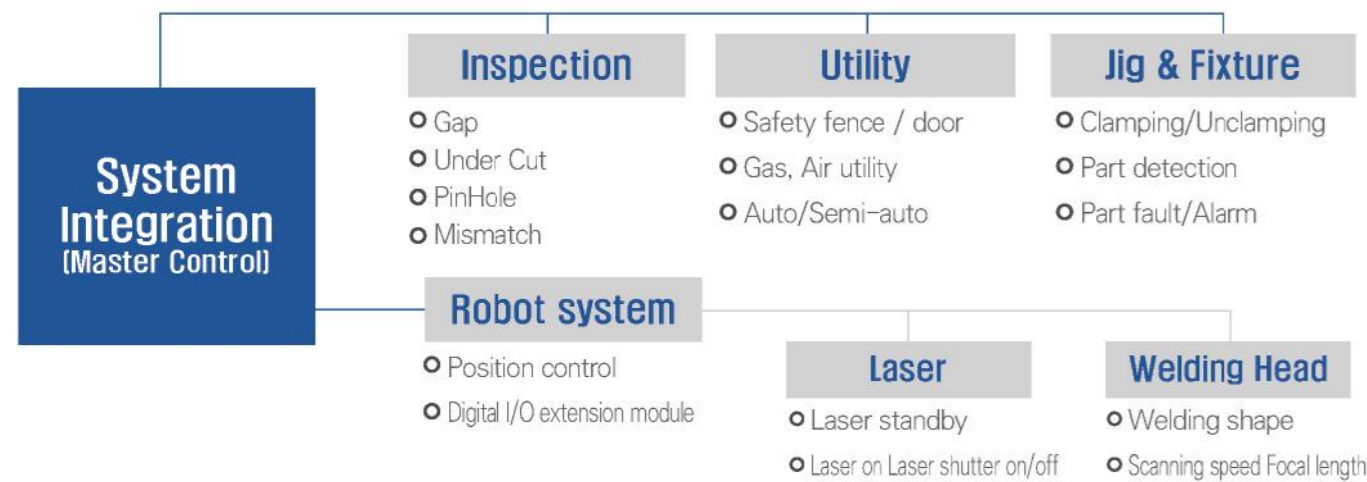 System
Integration
(Master Control)
Inspection
Gap
Under Cut
PinHole
Mismatch
Utility
Safety fence / door
Gas, Air utility
Auto/Semi-auto
Jig & Fixture
Clamping/Unclamping
Part detection
Part fault/Alarm
Robot system
Position control
Digital I/O extension module
Laser
Laser standby
Laser on Laser shutter on/off
Welding Head
Welding shape
Scanning speed Focal length